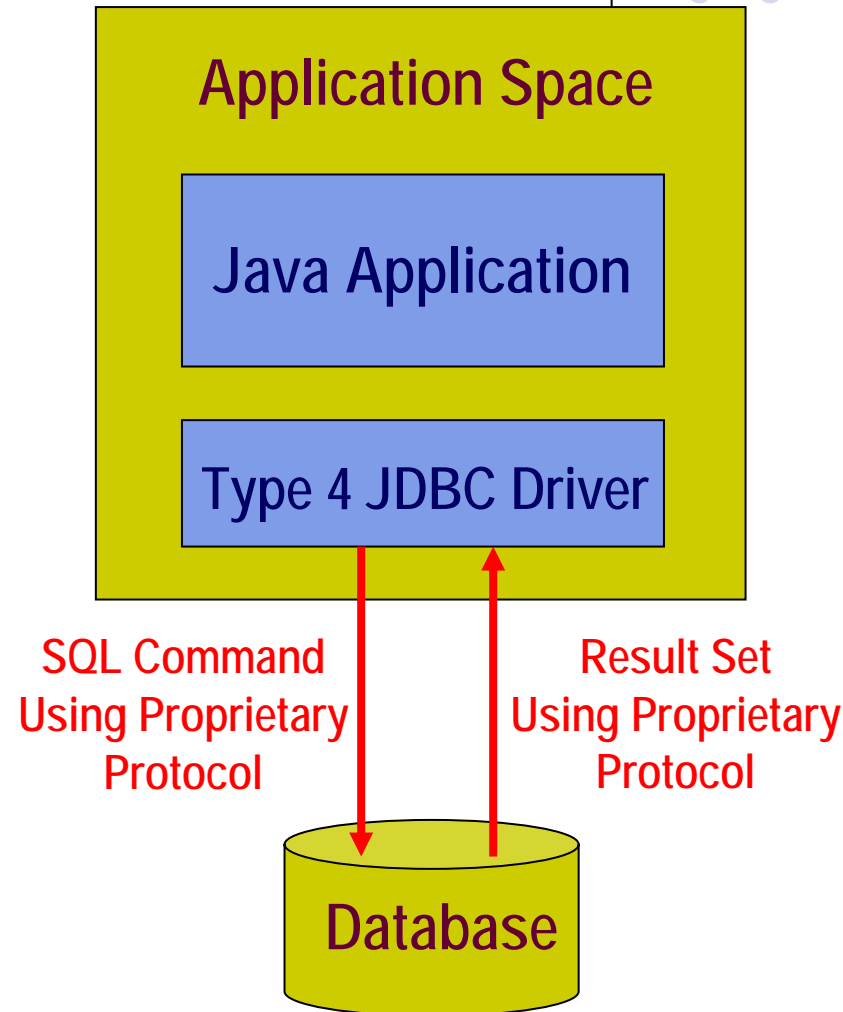 Application Space
Java Application
Type 4 JDBC Driver
SQL Command
Using Proprietary
Protocol
Result Set
Using Proprietary
Protocol
Database